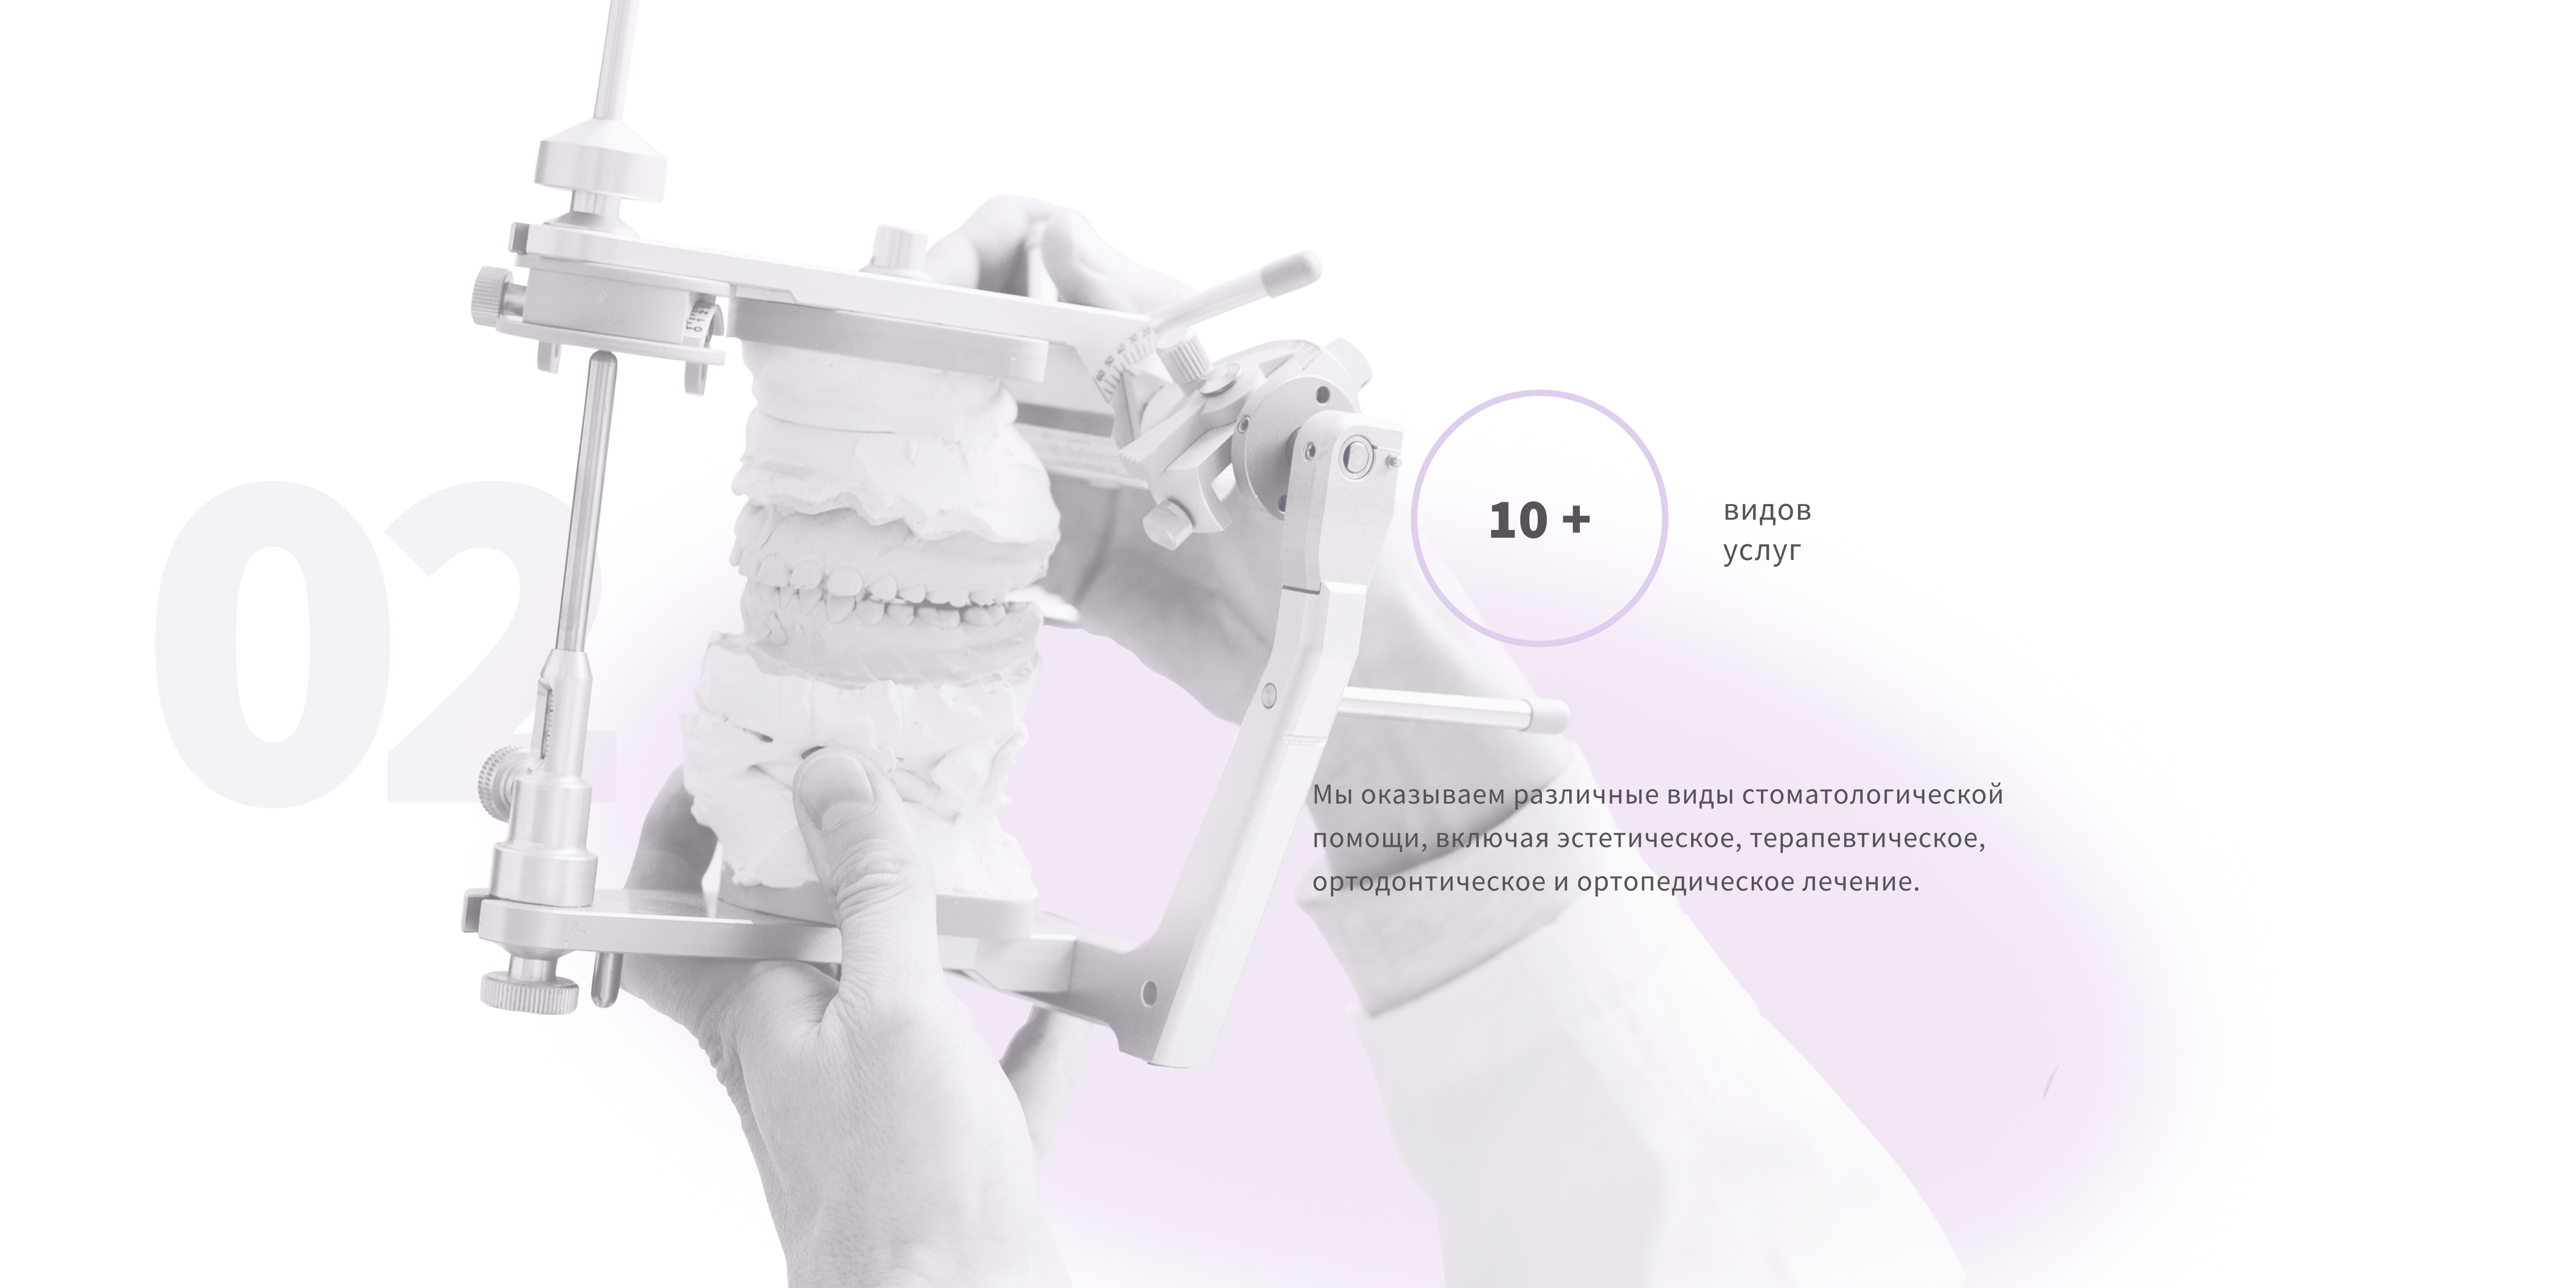 02
10 +
видов
услуг
Мы оказываем различные виды стоматологической
помощи, включая эстетическое, терапевтическое,
ортодонтическое и ортопедическое лечение.